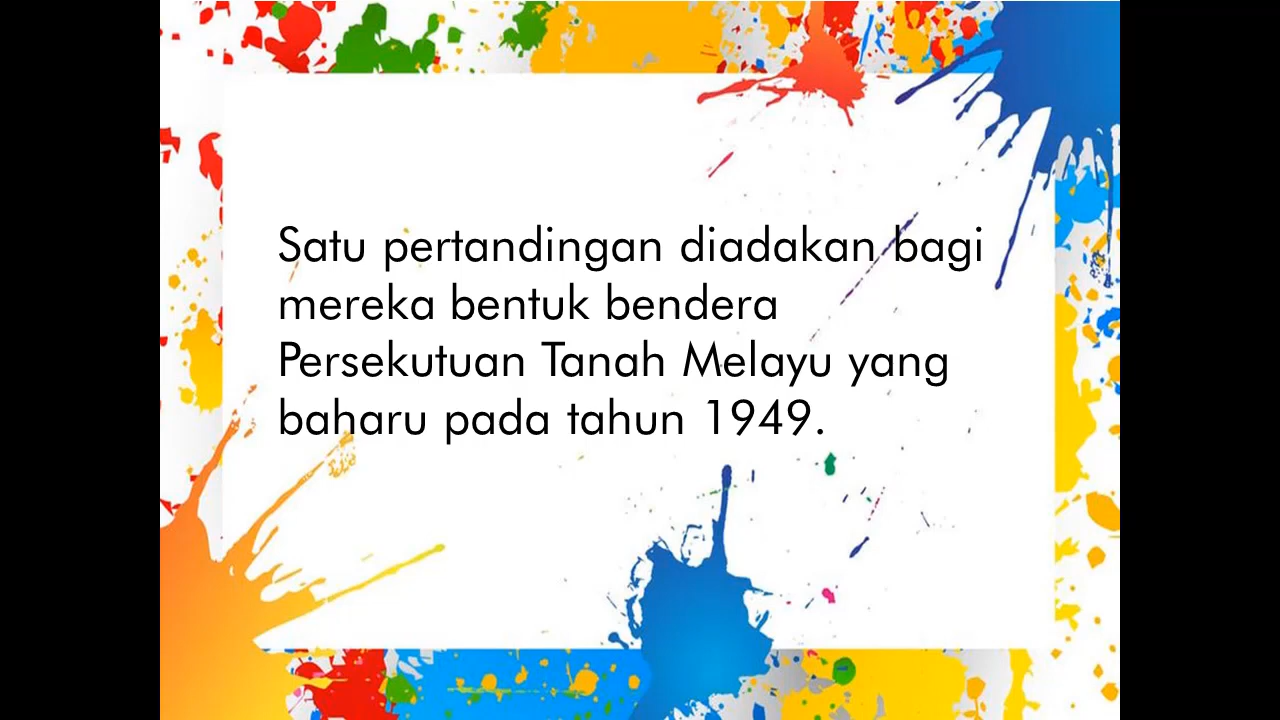 Satu pertandingan diadakan bagi
mereka bentuk bendera
Persekutuan Tanah Melayu yang
baharu pada tahun 1949.